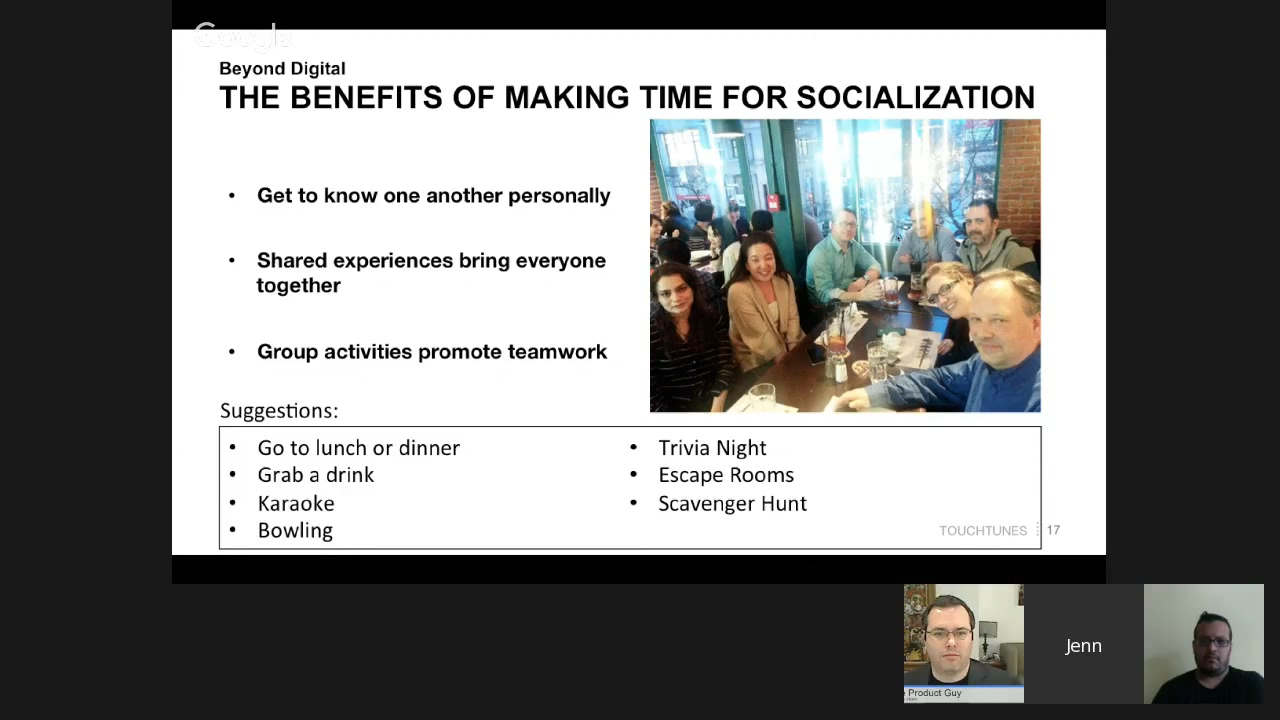 Google
Beyond Digital
THE BENEFITS OF MAKING TIME FOR SOCIALIZATION
• Get to know one another personally
• Shared experiences bring everyone
together
• Group activities promote teamwork
Suggestions:
• Go to lunch or dinner
• Grab a drink
• Karaoke
• Bowling
• Trivia Night
• Escape Rooms
• Scavenger Hunt
TOUCHTUNES 17
Jenn
Product Guy